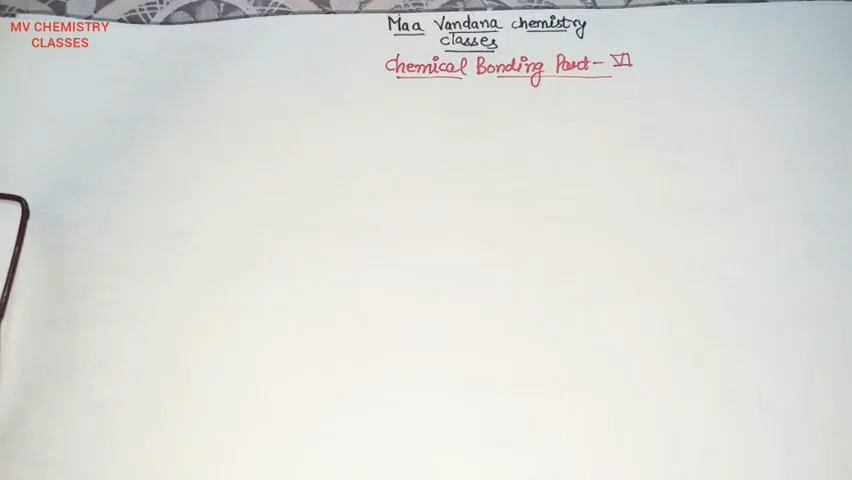 MV CHEMISTRY
CLASSES
Maa Vandana chemistry
classes
Chemical Bonding Part - VI